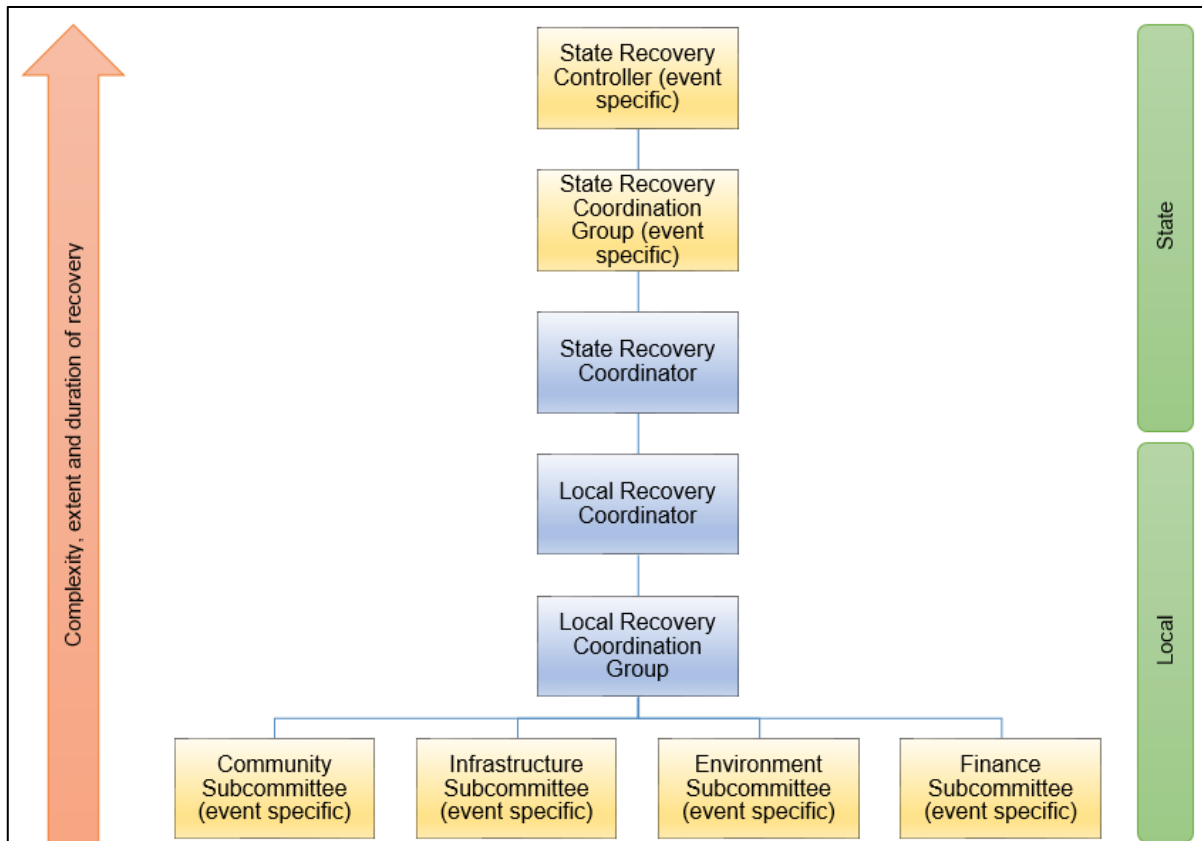 State Recovery
Controller (event
specific)
State Recovery
Coordination
Group (event
specific)
State Recovery
Coordinator
Local Recovery
Coordinator
Local Recovery
Coordination
Group
Community
Subcommittee
(event specific)
Infrastructure
Subcommittee
(event specific)
Environment
Subcommittee
(event specific)
Finance
Subcommittee
(event specific)
Complexity, extent and duration of recovery
State
Local